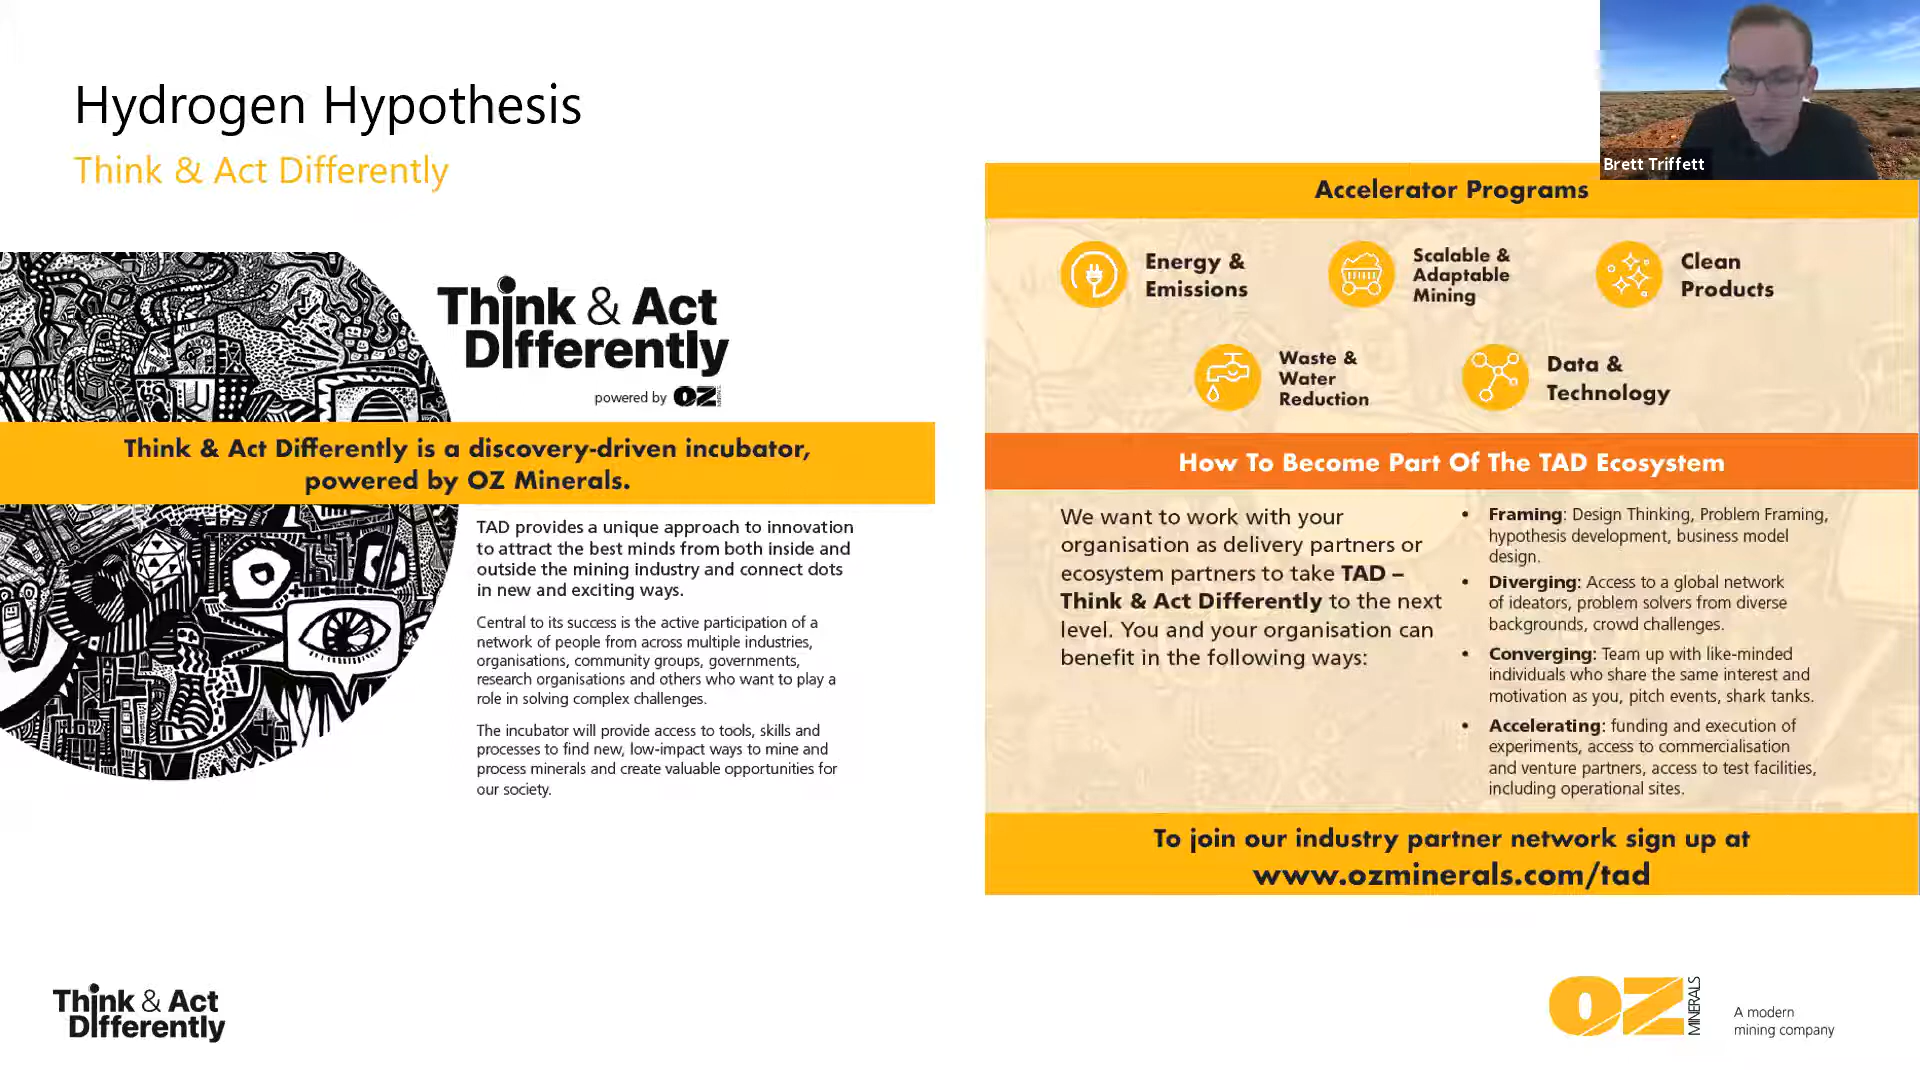 Hydrogen Hypothesis
Think & Act Differently
Brett Triffett
Think & Act
Differently
powered by OZ MINERALS
Think & Act Differently is a discovery-driven incubator,
powered by OZ Minerals.
TAD provides a unique approach to innovation
to attract the best minds from both inside and
outside the mining industry and connect dots
in new and exciting ways.
Central to its success is the active participation of a
network of people from across multiple industries,
organisations, community groups, governments,
research organisations and others who want to play a
role in solving complex challenges.
The incubator will provide access to tools, skills and
processes to find new, low-impact ways to mine and
process minerals and create valuable opportunities for
our society.
Accelerator Programs
Energy &
Emissions
Scalable &
Adaptable
Mining
Clean
Products
Waste &
Water
Reduction
Data &
Technology
How To Become Part Of The TAD Ecosystem
We want to work with your
organisation as delivery partners or
ecosystem partners to take TAD –
Think & Act Differently to the next
level. You and your organisation can
benefit in the following ways:
• Framing: Design Thinking, Problem Framing,
hypothesis development, business model
design.
• Diverging: Access to a global network
of ideators, problem solvers from diverse
backgrounds, crowd challenges.
• Converging: Team up with like-minded
individuals who share the same interest and
motivation as you, pitch events, shark tanks.
• Accelerating: funding and execution of
experiments, access to commercialisation
and venture partners, access to test facilities,
including operational sites.
To join our industry partner network sign up at
www.ozminerals.com/tad
Think & Act
Differently
OZ MINERALS
A modern
mining company